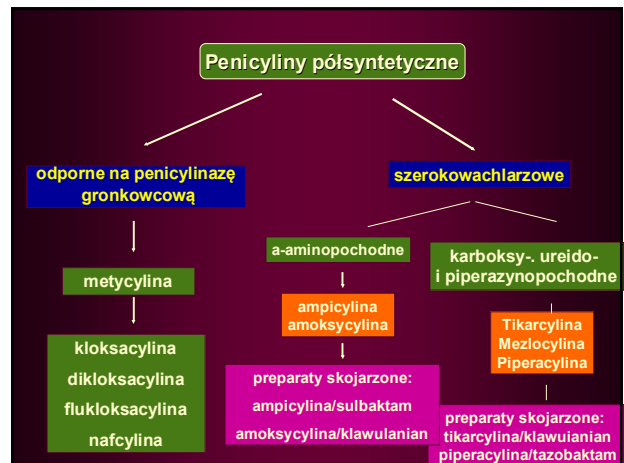 Penicyliny półsyntetyczne
odporne na penicylinazę
gronkowcową
metycylina
kloksacylina
dikloksacylina
flukloksacylina
nafcylina
szerokowachlarzowe
a-aminopochodne
ampicylina
amoksycylina
preparaty skojarzone:
ampicylina/sulbaktam
amoksycylina/klawulanian
karboksy-. ureido-
i piperazynopochodne
Tikarcylina
Mezlocylina
Piperacylina
preparaty skojarzone:
tikarcylina/klawuianian
piperacylina/tazobaktam